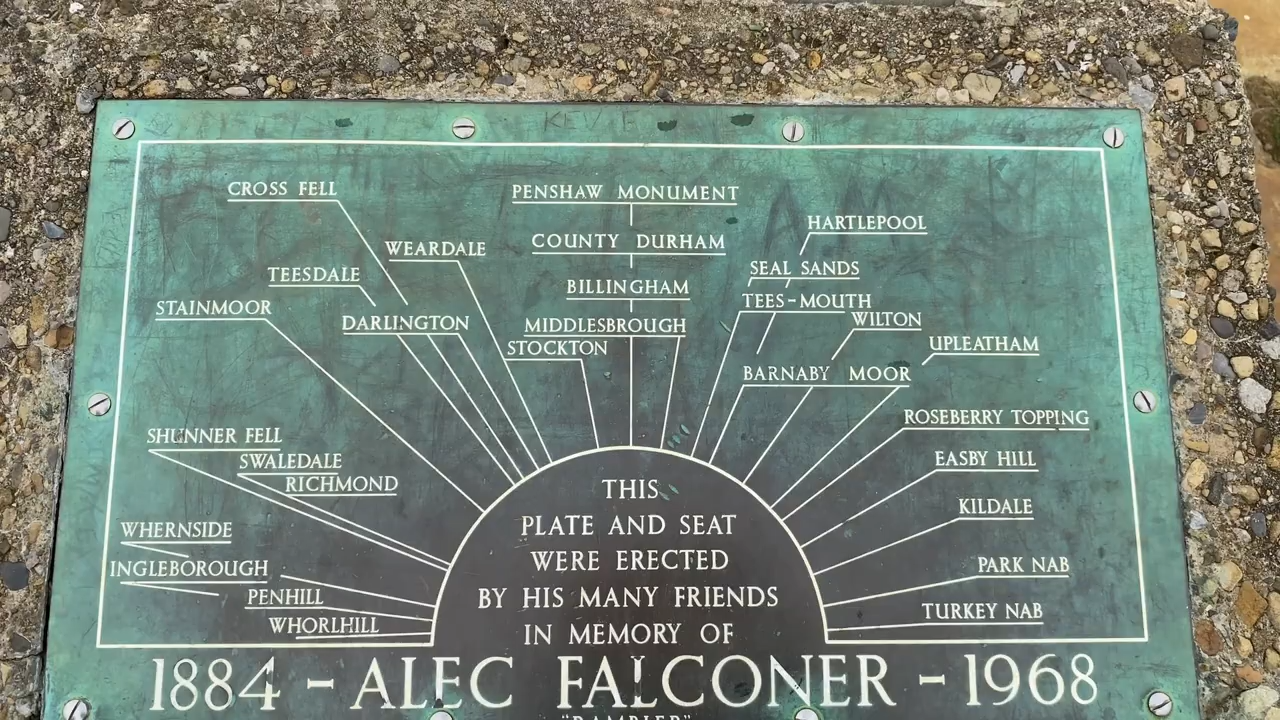 KEV E
CROSS FELL
PENSHAW MONUMENT
HARTLEPOOL
WEARDALE
COUNTY DURHAM
TEESDALE
SEAL SANDS
BILLINGHAM
STAINMOOR
TEES-MOUTH
DARLINGTON
MIDDLESBROUGH
WILTON
STOCKTON
UPLEATHAM
BARNABY MOOR
ROSEBERRY TOPPING
SHUNNER FELL
SWALEDALE
EASBY HILL
RICHMOND
KILDALE
WHERNSIDE
INGLEBOROUGH
PARK NAB
PENHILL
TURKEY NAB
WHORLHILL
THIS
PLATE AND SEAT
WERE ERECTED
BY HIS MANY FRIENDS
IN MEMORY OF
1884 - ALEC FALCONER - 1968
"RAMBLER"